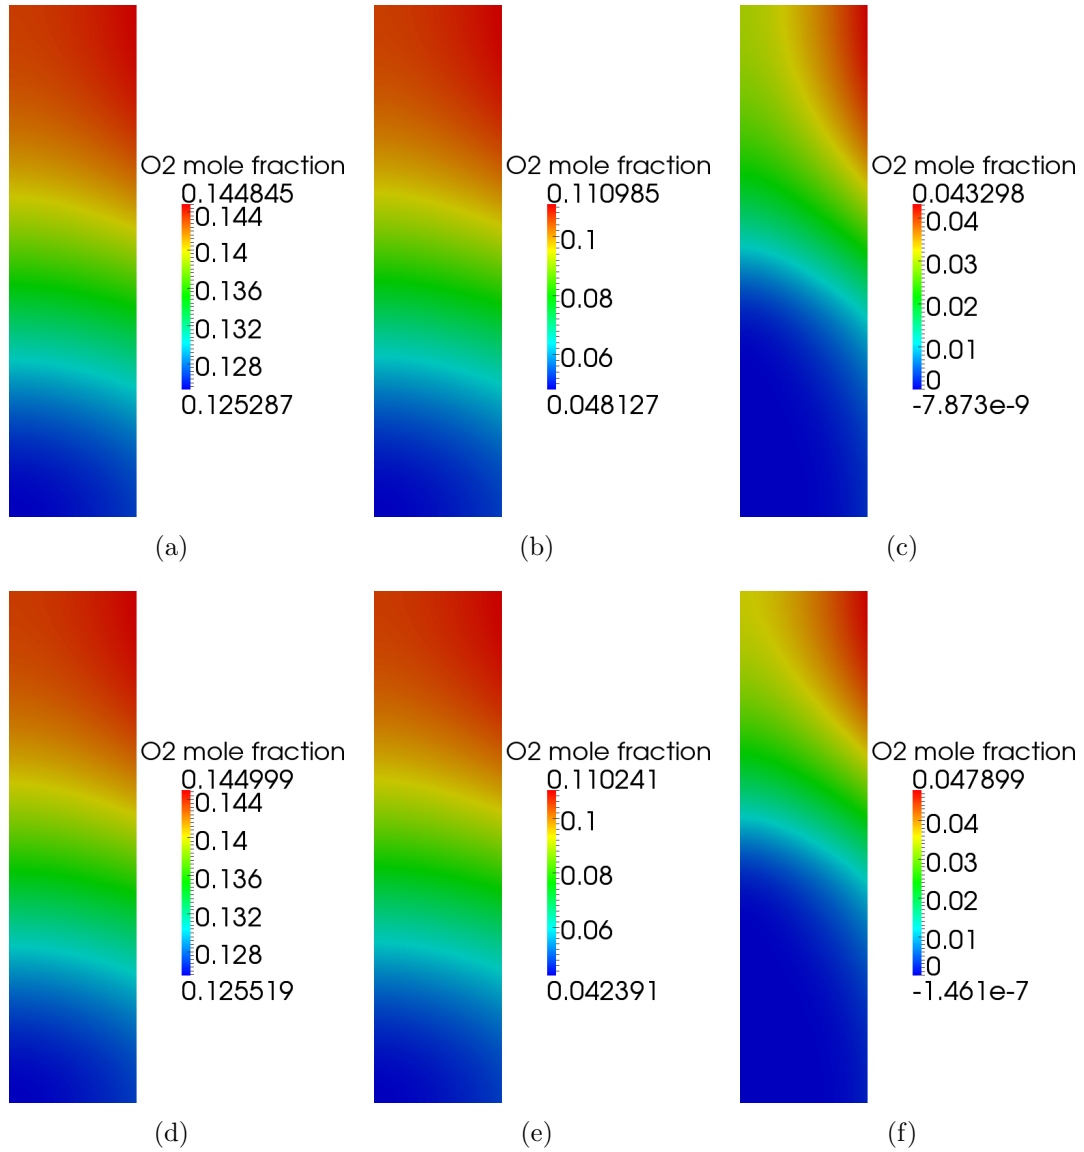 O2 mole fraction
0.144845
0.144
0.14
0.136
0.132
0.128
0.125287
(a)
O2 mole fraction
0.110985
0.1
0.08
0.06
0.048127
(b)
O2 mole fraction
0.043298
0.04
0.03
0.02
0.01
0
-7.873e-9
(c)
O2 mole fraction
0.144999
0.144
0.14
0.136
0.132
0.128
0.125519
(d)
O2 mole fraction
0.110241
0.1
0.08
0.06
0.042391
(e)
O2 mole fraction
0.047899
0.04
0.03
0.02
0.01
0
-1.461e-7
(f)